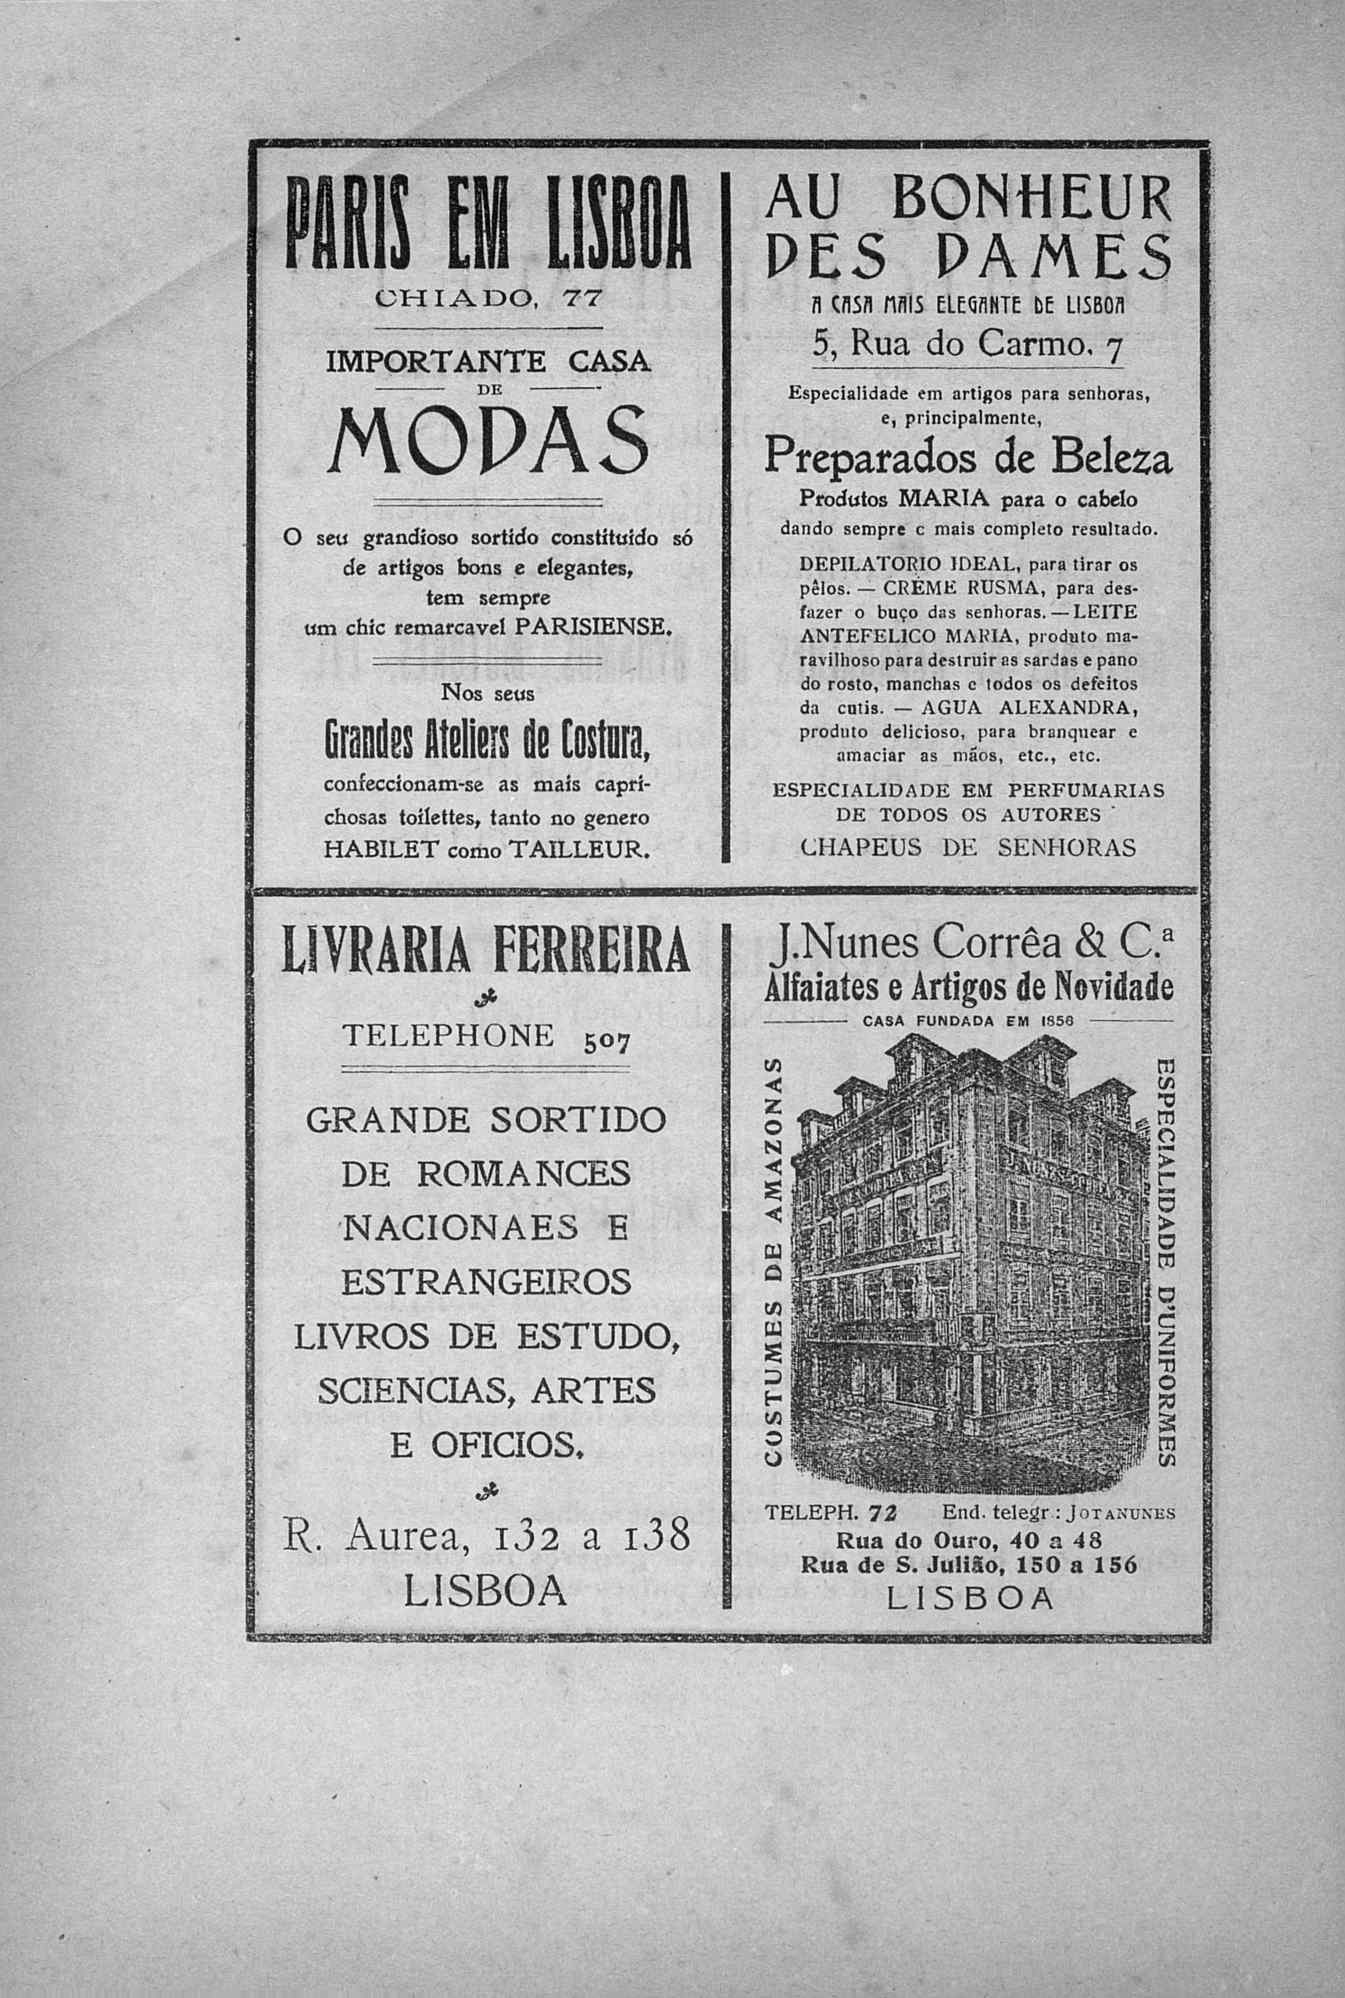 PARIS EM LISBOA
CHIADO, 77
IMPORTANTE CASA
DE
MODAS
O seu grandioso sortido constituido só
de artigos bons e elegantes,
tem sempre
um chic remarcavel PARISIENSE.
Nos seus
Grandes Ateliers de Costura,
confeccionam-se as mais capri-
chosas toilettes, tanto no genero
HABILET como TAILLEUR.
AU BONHEUR
DES DAMES
A CASA MAIS ELEGANTE DE LISBOA
5, Rua do Carmo, 7
Especialidade em artigos para senhoras,
e, principalmente,
Preparados de Beleza
Produtos MARIA para o cabelo
dando sempre o mais completo resultado.
DEPILATORIO IDEAL, para tirar os
pêlos. — CRÉME RUSMA, para des-
fazer o buço das senhoras. — LEITE
ANTEFELICO MARIA, produto ma-
ravilhoso para destruir as sardas e pano
do rosto, manchas e todos os defeitos
da cutis. — AGUA ALEXANDRA,
produto delicioso, para branquear e
amaciar as mãos, etc., etc.
ESPECIALIDADE EM PERFUMARIAS
DE TODOS OS AUTORES
CHAPEUS DE SENHORAS
LIVRARIA FERREIRA
TELEPHONE 507
GRANDE SORTIDO
DE ROMANCES
NACIONAES E
ESTRANGEIROS
LIVROS DE ESTUDO,
SCIENCIAS, ARTES
E OFICIOS.
R. Aurea, 132 a 138
LISBOA
J. Nunes Corrêa & C.ª
Alfaiates e Artigos de Novidade
CASA FUNDADA EM 1856
COSTUMES DE AMAZONAS
ESPECIALIDADE D'UNIFORMES
TELEPH. 72 End. telegr.: JOTANUNES
Rua do Ouro, 40 a 48
Rua de S. Julião, 150 a 156
LISBOA